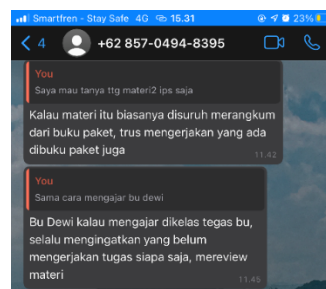 Smartfren - Stay Safe 4G 15.31 23%
4 +62 857-0494-8395
You
Saya mau tanya ttg materi2 ips saja
Kalau materi itu biasanya disuruh merangkum
dari buku paket, trus mengerjakan yang ada
dibuku paket juga
11.42
You
Sama cara mengajar bu dewi
Bu Dewi kalau mengajar dikelas tegas bu,
selalu mengingatkan yang belum
mengerjakan tugas siapa saja, mereview
materi
11.45